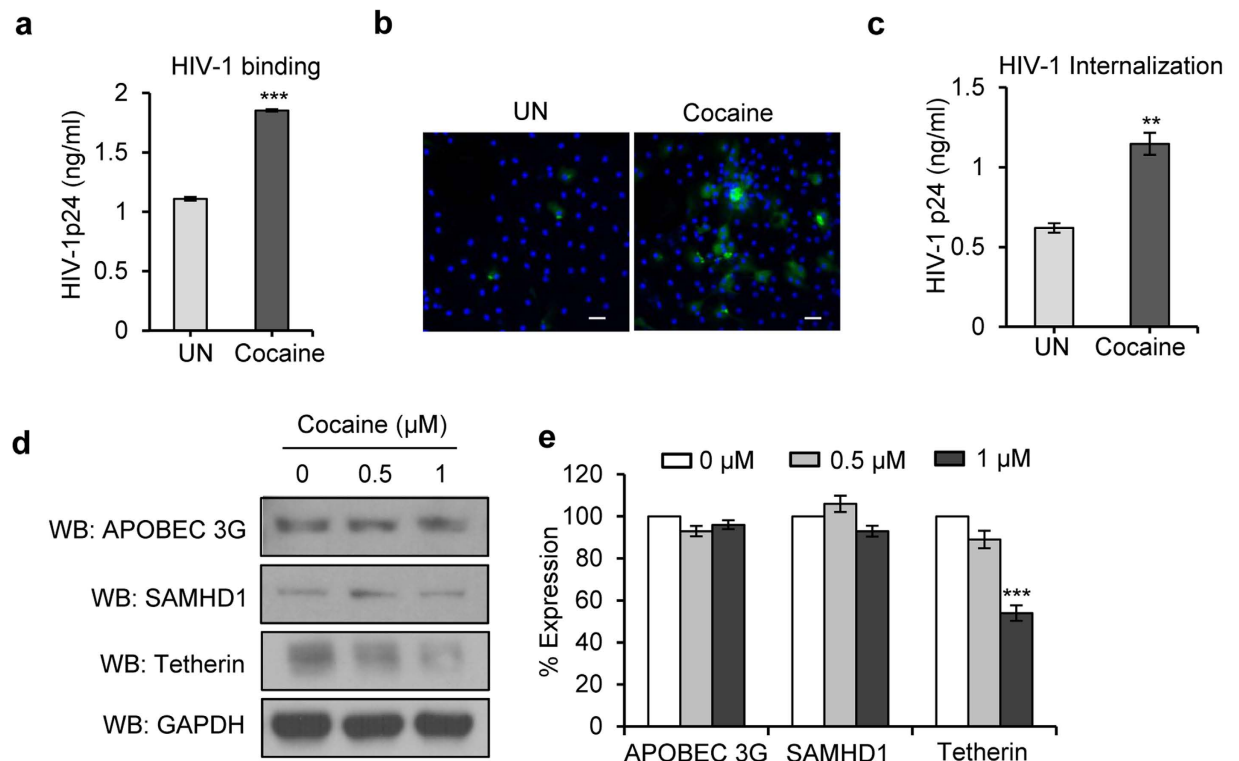 a
HIV-1 binding
HIV-1p24 (ng/ml)
2
***
1.5
1
0.5
0
UN Cocaine
b
UN Cocaine
c
HIV-1 Internalization
HIV-1 p24 (ng/ml)
1.5
**
1
0.5
0
UN Cocaine
d
Cocaine (µM)
0 0.5 1
WB: APOBEC 3G
WB: SAMHD1
WB: Tetherin
WB: GAPDH
e
0 µM 0.5 µM 1 µM
% Expression
120
100
80
60
***
40
20
0
APOBEC 3G SAMHD1 Tetherin